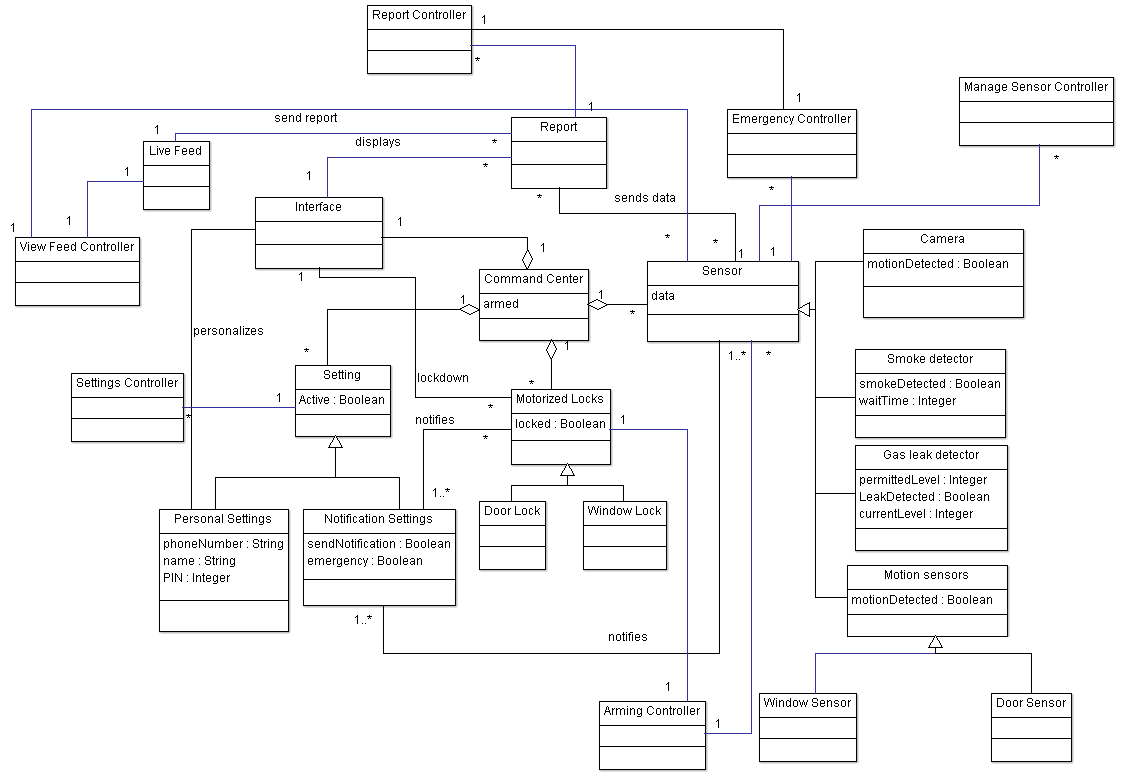 Report Controller
1
*
1
Manage Sensor Controller
1
send report
1
Report
Emergency Controller
Live Feed
displays
*
*
*
1
1
*
*
sends data
Interface
1
1
1
*
*
1
1
View Feed Controller
Camera
motionDetected : Boolean
1
Command Center
armed
Sensor
data
1
1
*
1
personalizes
*
1
1..*
*
Smoke detector
smokeDetected : Boolean
waitTime : Integer
Settings Controller
*
1
Setting
Active : Boolean
lockdown
*
*
Motorized Locks
locked : Boolean
1
notifies
*
Gas leak detector
permittedLevel : Integer
LeakDetected : Boolean
currentLevel : Integer
1..*
Personal Settings
phoneNumber : String
name : String
PIN : Integer
Notification Settings
sendNotification : Boolean
emergency : Boolean
Door Lock
Window Lock
Motion sensors
motionDetected : Boolean
1..*
notifies
1
Arming Controller
1
Window Sensor
Door Sensor